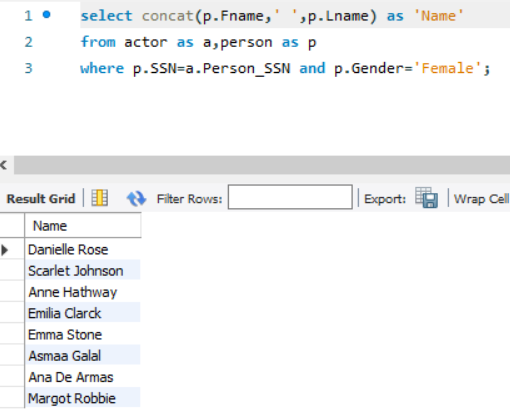 1 select concat(p.Fname,' ',p.Lname) as 'Name'
2 from actor as a,person as p
3 where p.SSN=a.Person_SSN and p.Gender='Female';
Result Grid Filter Rows: Export: Wrap Cell
Name
Danielle Rose
Scarlet Johnson
Anne Hathway
Emilia Clarck
Emma Stone
Asmaa Galal
Ana De Armas
Margot Robbie